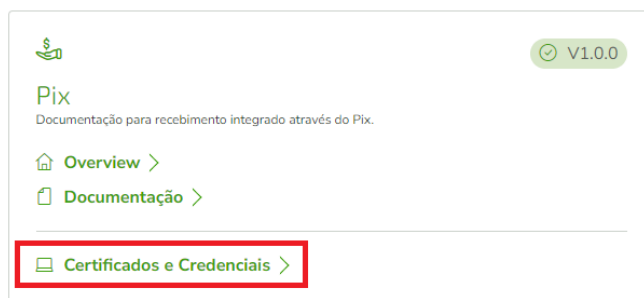 V1.0.0
Pix
Documentação para recebimento integrado através do Pix.
Overview
Documentação
Certificados e Credenciais